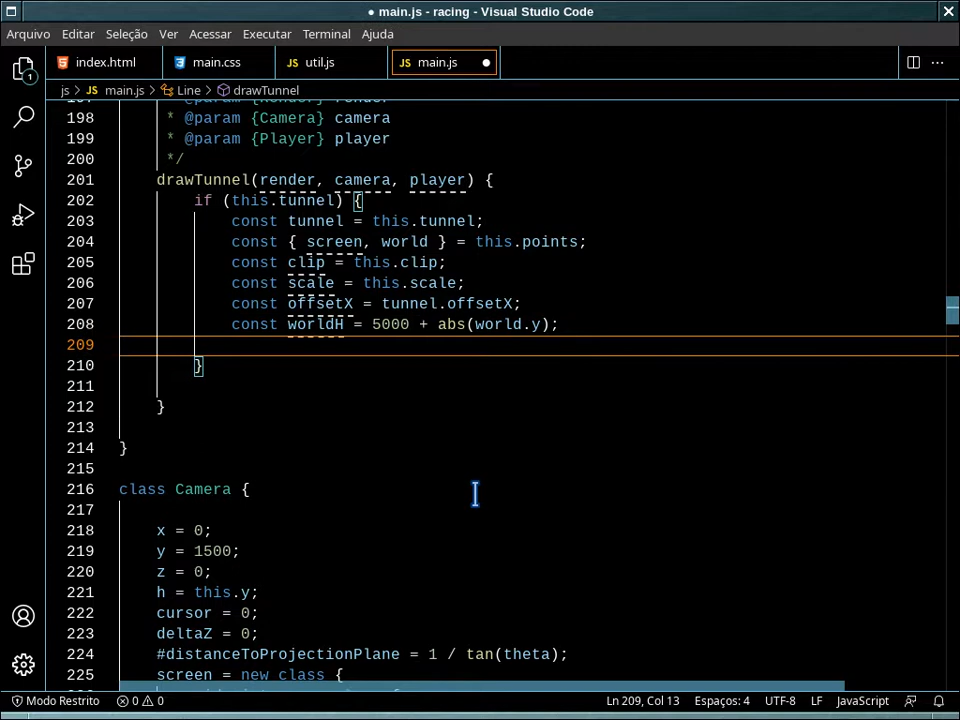 ● main.js - racing - Visual Studio Code
Arquivo Editar Seleção Ver Acessar Executar Terminal Ajuda
index.html main.css JS util.js JS main.js ●
js > JS main.js > Line > drawTunnel
198 * @param {Camera} camera
199 * @param {Player} player
200 */
201 drawTunnel(render, camera, player) {
202 if (this.tunnel) {
203 const tunnel = this.tunnel;
204 const { screen, world } = this.points;
205 const clip = this.clip;
206 const scale = this.scale;
207 const offsetX = tunnel.offsetX;
208 const worldH = 5000 + abs(world.y);
209
210 }
211
212 }
213
214 }
215
216 class Camera {
217
218 x = 0;
219 y = 1500;
220 z = 0;
221 h = this.y;
222 cursor = 0;
223 deltaZ = 0;
224 #distanceToProjectionPlane = 1 / tan(theta);
225 screen = new class {
Modo Restrito 0 0 Ln 209, Col 13 Espaços: 4 UTF-8 LF JavaScript